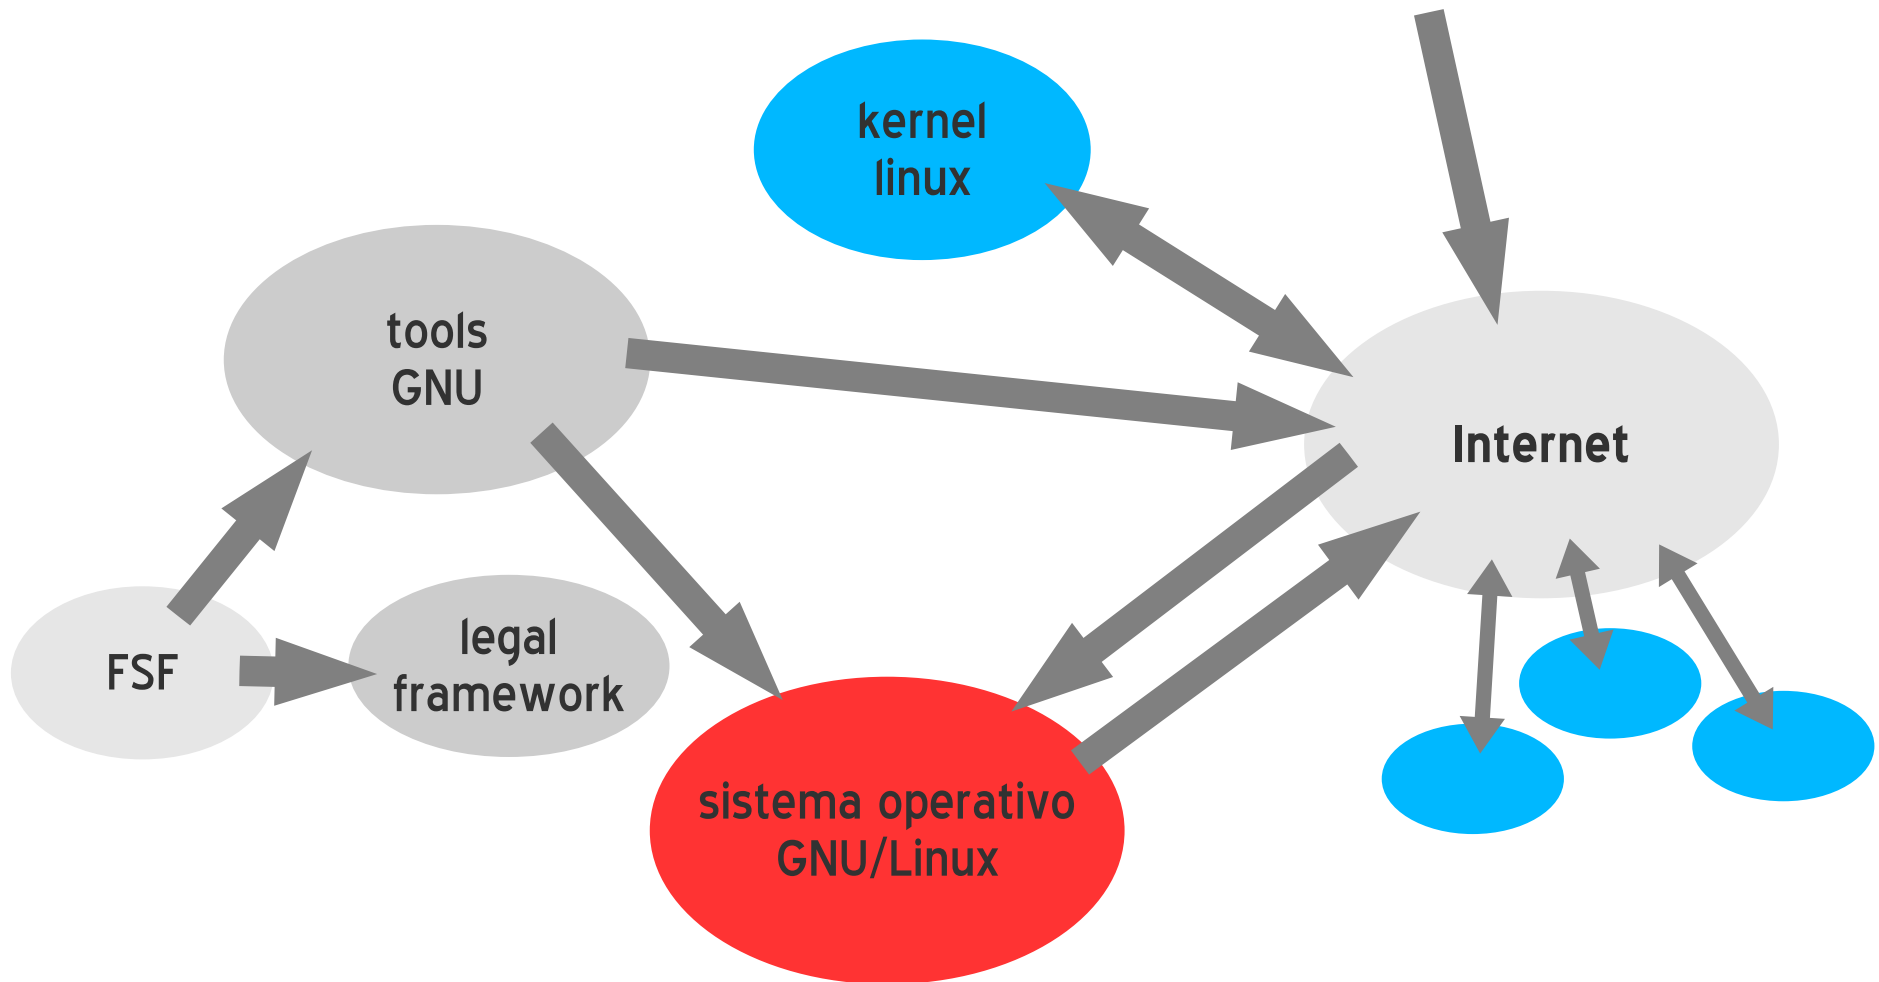 kernel
linux
tools
GNU
Internet
FSF
legal
framework
sistema operativo
GNU/Linux